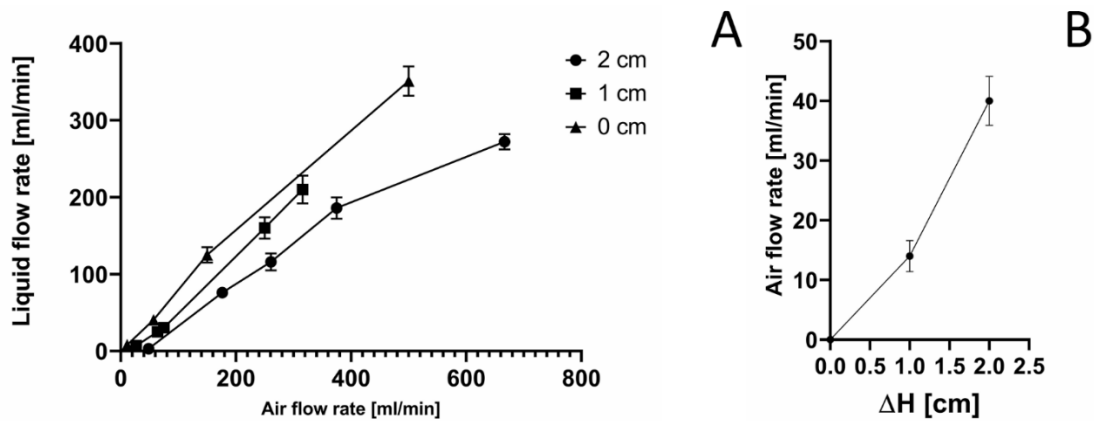 A
Liquid flow rate [ml/min]
400
300
200
100
0
0 200 400 600 800
Air flow rate [ml/min]
2 cm
1 cm
0 cm
B
Air flow rate [ml/min]
50
40
30
20
10
0
0.0 0.5 1.0 1.5 2.0 2.5
ΔH [cm]